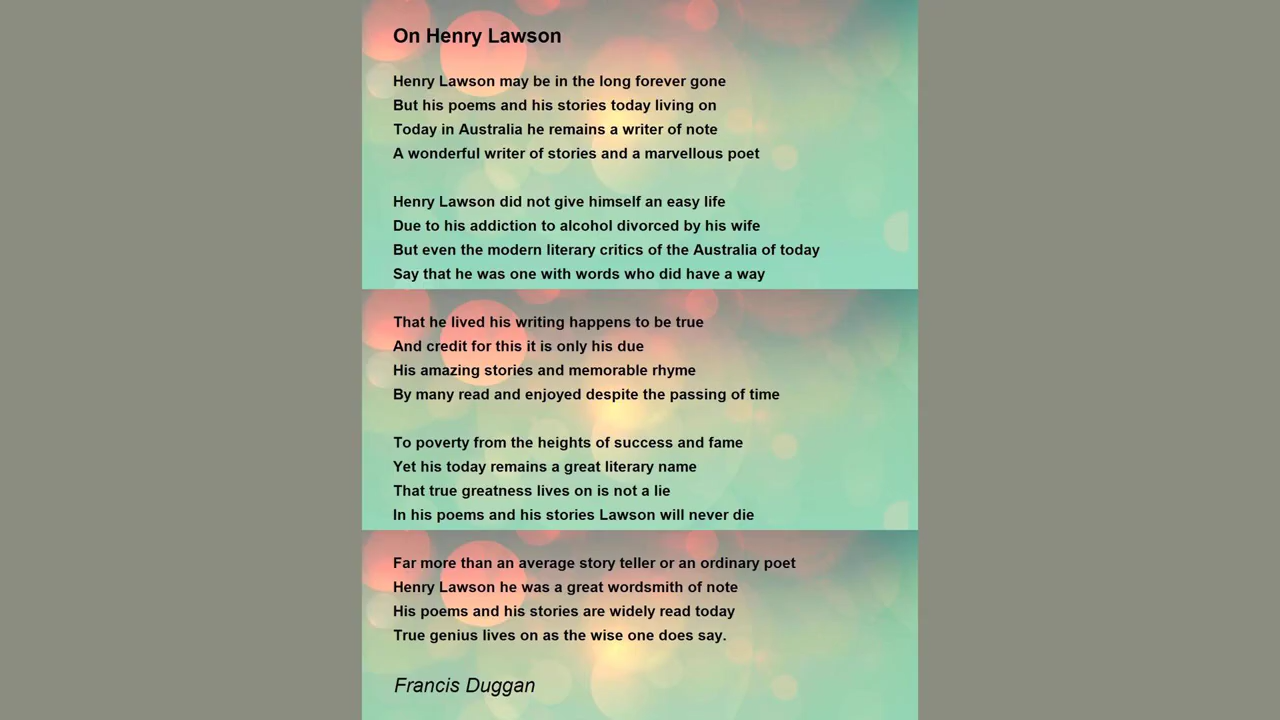 On Henry Lawson
Henry Lawson may be in the long forever gone
But his poems and his stories today living on
Today in Australia he remains a writer of note
A wonderful writer of stories and a marvellous poet
Henry Lawson did not give himself an easy life
Due to his addiction to alcohol divorced by his wife
But even the modern literary critics of the Australia of today
Say that he was one with words who did have a way
That he lived his writing happens to be true
And credit for this it is only his due
His amazing stories and memorable rhyme
By many read and enjoyed despite the passing of time
To poverty from the heights of success and fame
Yet his today remains a great literary name
That true greatness lives on is not a lie
In his poems and his stories Lawson will never die
Far more than an average story teller or an ordinary poet
Henry Lawson he was a great wordsmith of note
His poems and his stories are widely read today
True genius lives on as the wise one does say.
Francis Duggan